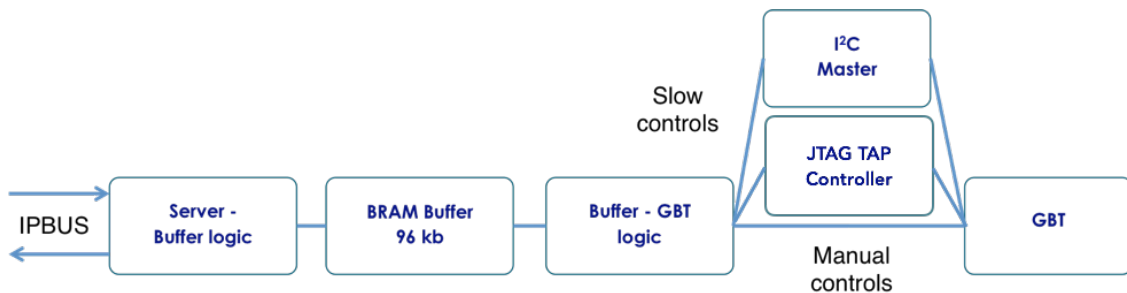 I²C
Master
Slow
controls
JTAG TAP
Controller
IPBUS
Server -
Buffer logic
BRAM Buffer
96 kb
Buffer - GBT
logic
GBT
Manual
controls